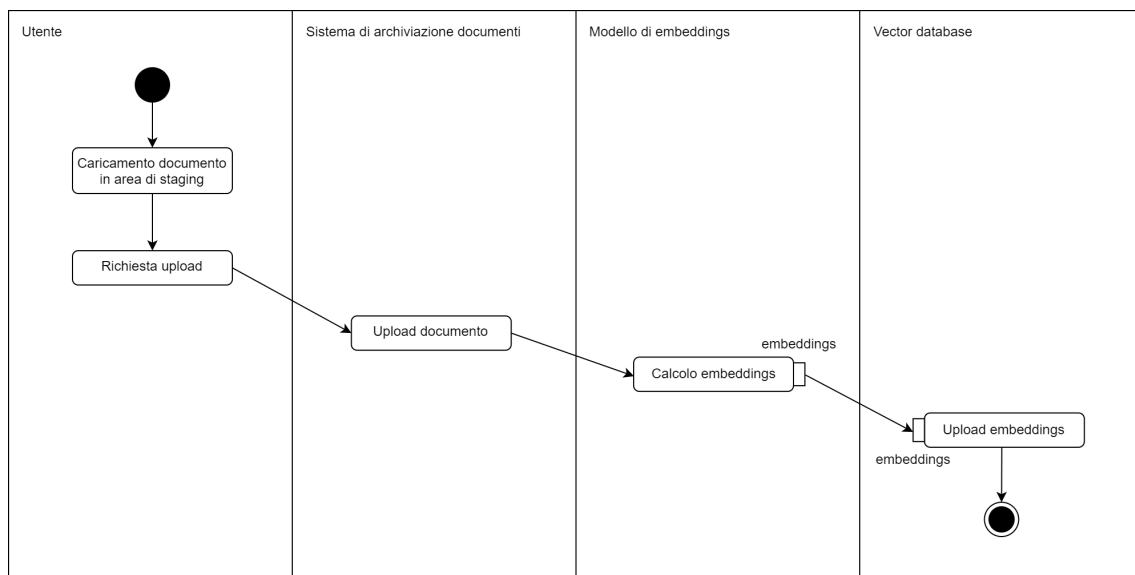 Utente
Sistema di archiviazione documenti
Modello di embeddings
Vector database
Caricamento documento
in area di staging
Richiesta upload
Upload documento
embeddings
Calcolo embeddings
Upload embeddings
embeddings